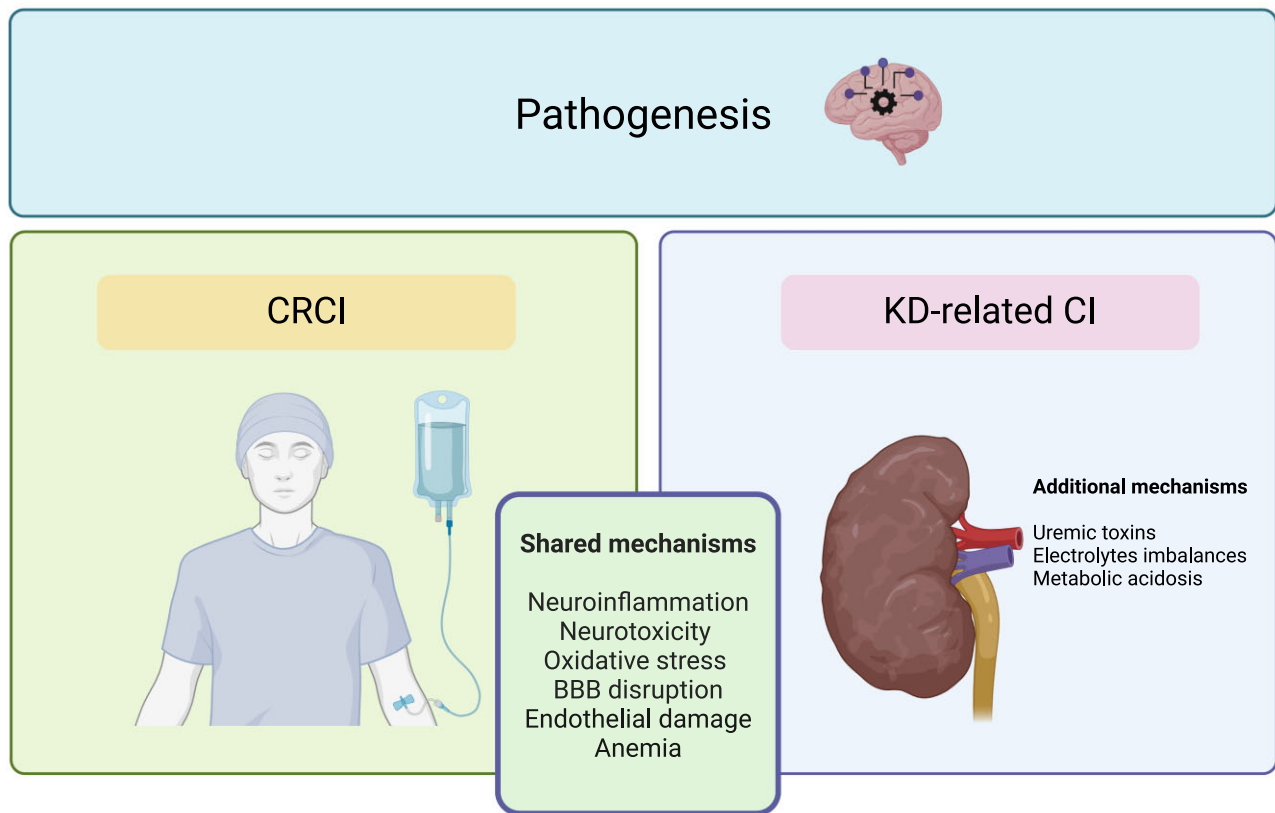 Pathogenesis
CRCI
KD-related CI
Shared mechanisms
Neuroinflammation
Neurotoxicity
Oxidative stress
BBB disruption
Endothelial damage
Anemia
Additional mechanisms
Uremic toxins
Electrolytes imbalances
Metabolic acidosis